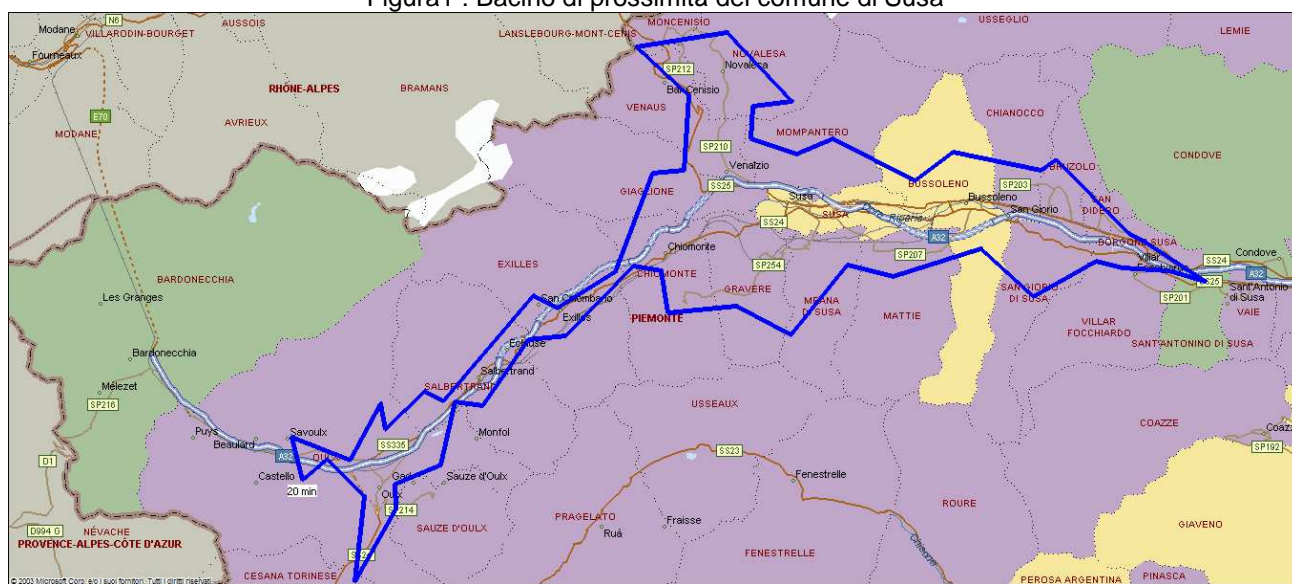 Figura1 : Bacino di prossimità del comune di Susa
Modane
N6
VILLARODIN-BOURGET
AUSSOIS
LANSLEBOURG-MONT-CENIS
MONCENISIO
USSEGLIO
LEMIE
Fourneaux
NOVALESA
Novalesa
SP212
Bar Cenisio
RHÔNE-ALPES
BRAMANS
VENAUS
E70
MODANE
AVRIEUX
CHIANOCCO
MOMPANTERO
SP210
CONDOVE
Venalzio
BRUZOLO
GIAGLIONE
SS25
BUSSOLENO
SP203
Susa
Bussoleno
SAN DIDERO
SUSA
San Giorio
SS24
A32
BORGONE SUSA
EXILLES
Chiomonte
SP207
Condove
SS24
BARDONECCHIA
CHIOMONTE
SP254
Villar
A32
SS25
Les Granges
San Colombano
GRAVERE
MEANA DI SUSA
SAN GIORIO DI SUSA
SP201
Sant'Antonio di Susa
VAIE
Exilles
PIEMONTE
MATTIE
VILLAR FOCCHIARDO
SANT'ANTONINO DI SUSA
Bardonecchia
Salbertrand
Mélezet
SALBERTRAND
SP216
USSEAUX
COAZZE
Puys
Savoulx
Monfol
SS23
SP192
Beaulard
SS335
A32
OULX
D1
Castello
20 min
Sauze d'Oulx
Fenestrelle
Oulx
ROURE
PRAGELATO
Fraisse
Ruà
D994 G
NÉVACHE
SAUZE D'OULX
GIAVENO
PROVENCE-ALPES-CÔTE D'AZUR
FENESTRELLE
CESANA TORINESE
PEROSA ARGENTINA
PINASCA
© 2003 Microsoft Corp. e/o i suoi fornitori. Tutti i diritti riservati.